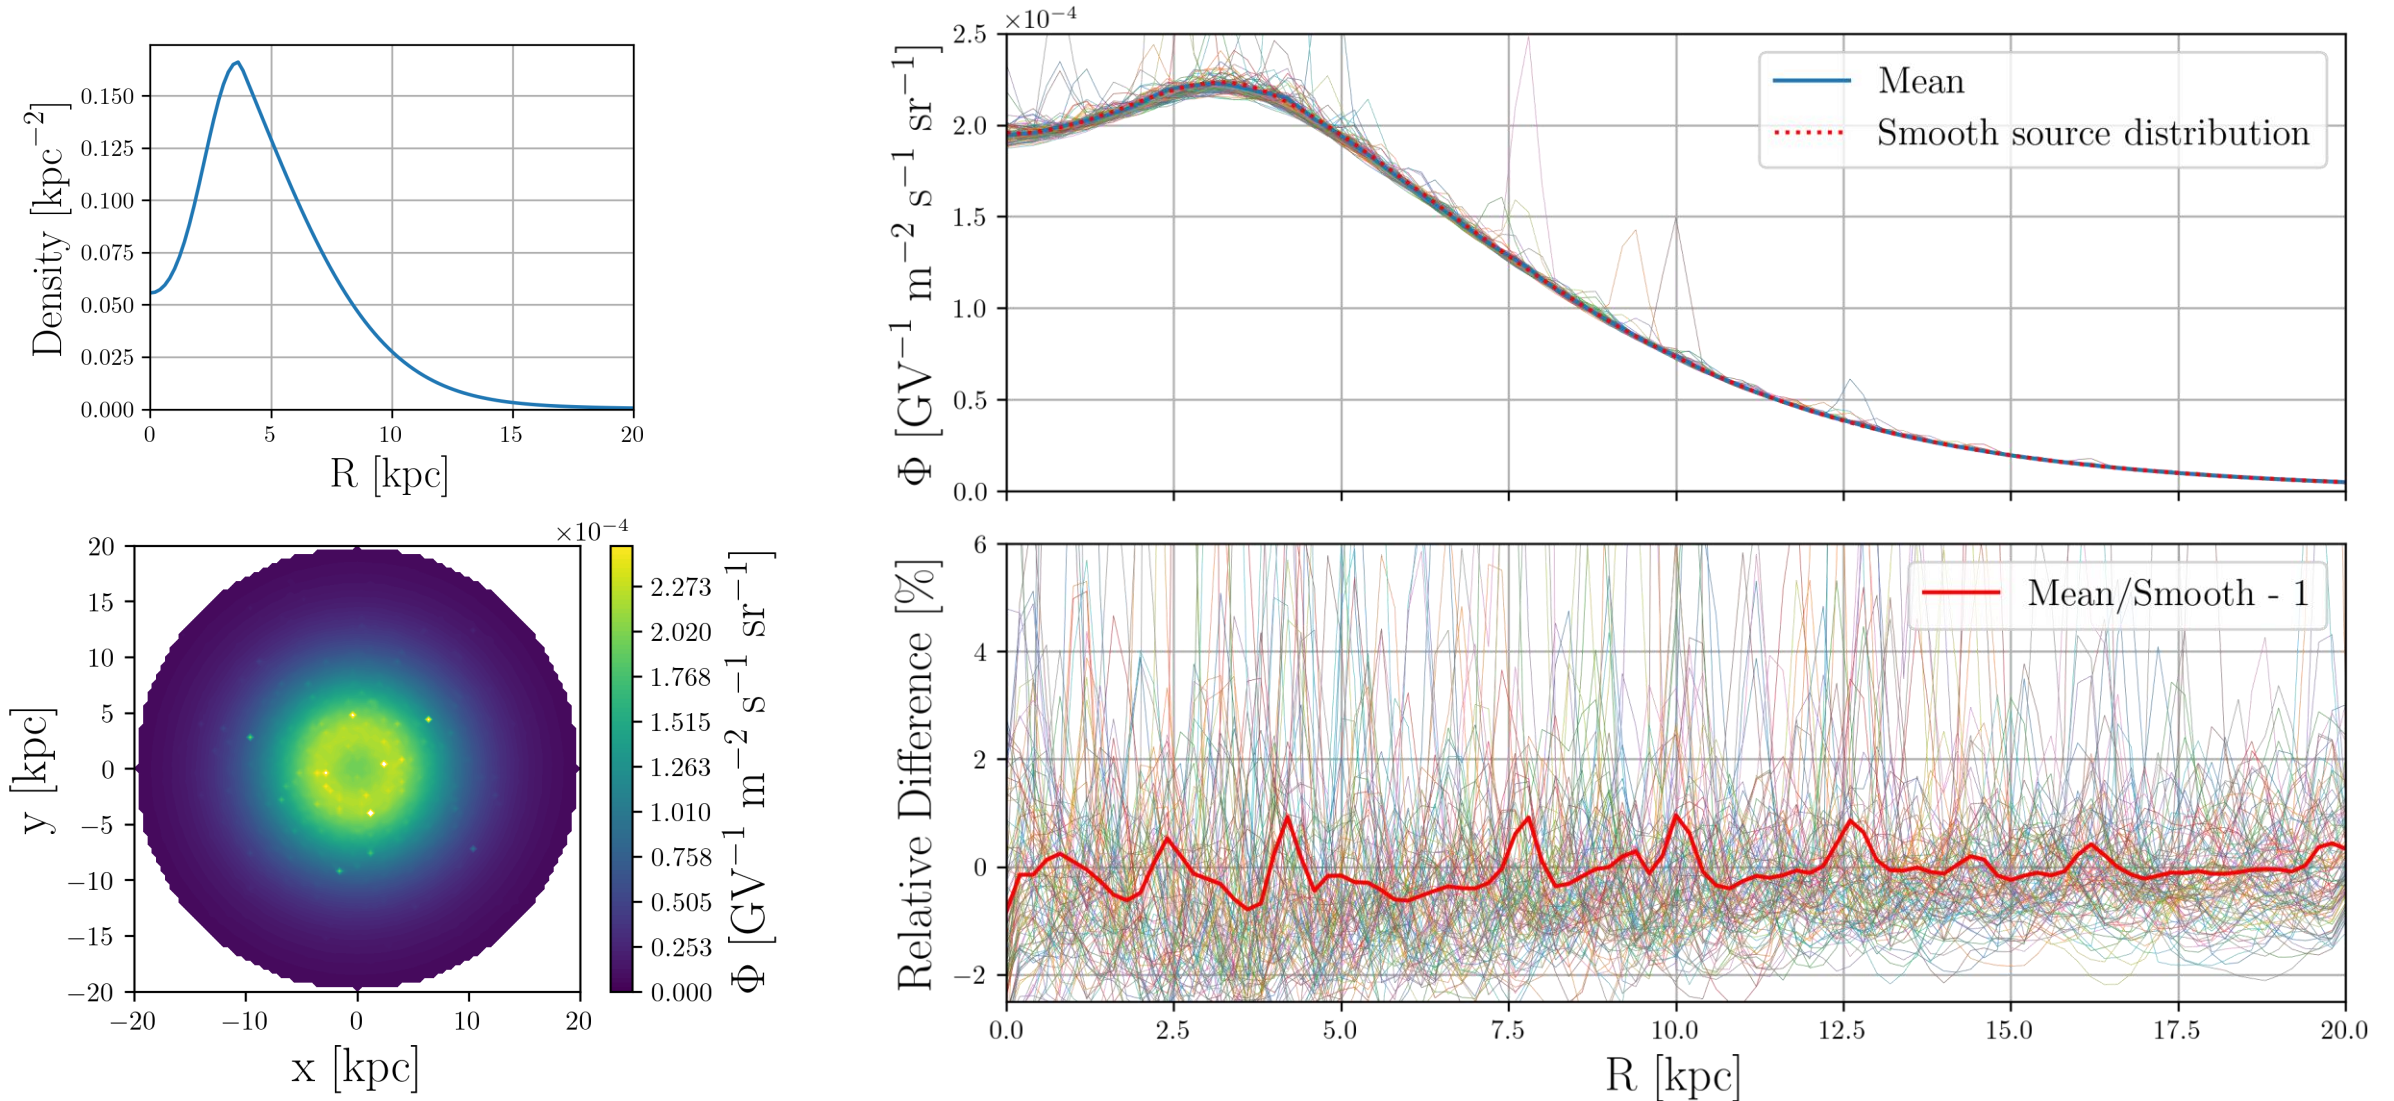 0.150
0.125
0.100
0.075
0.050
0.025
0.000
Density [kpc⁻²]
0 5 10 15 20
R [kpc]
×10⁻⁴
2.5
2.0
1.5
1.0
0.5
0.0
Φ [GV⁻¹ m⁻² s⁻¹ sr⁻¹]
Mean
Smooth source distribution
×10⁻⁴
20
15
10
5
0
−5
−10
−15
−20
y [kpc]
−20 −10 0 10 20
x [kpc]
2.273
2.020
1.768
1.515
1.263
1.010
0.758
0.505
0.253
0.000
Φ [GV⁻¹ m⁻² s⁻¹ sr⁻¹]
6
4
2
0
−2
Relative Difference [%]
Mean/Smooth - 1
0.0 2.5 5.0 7.5 10.0 12.5 15.0 17.5 20.0
R [kpc]